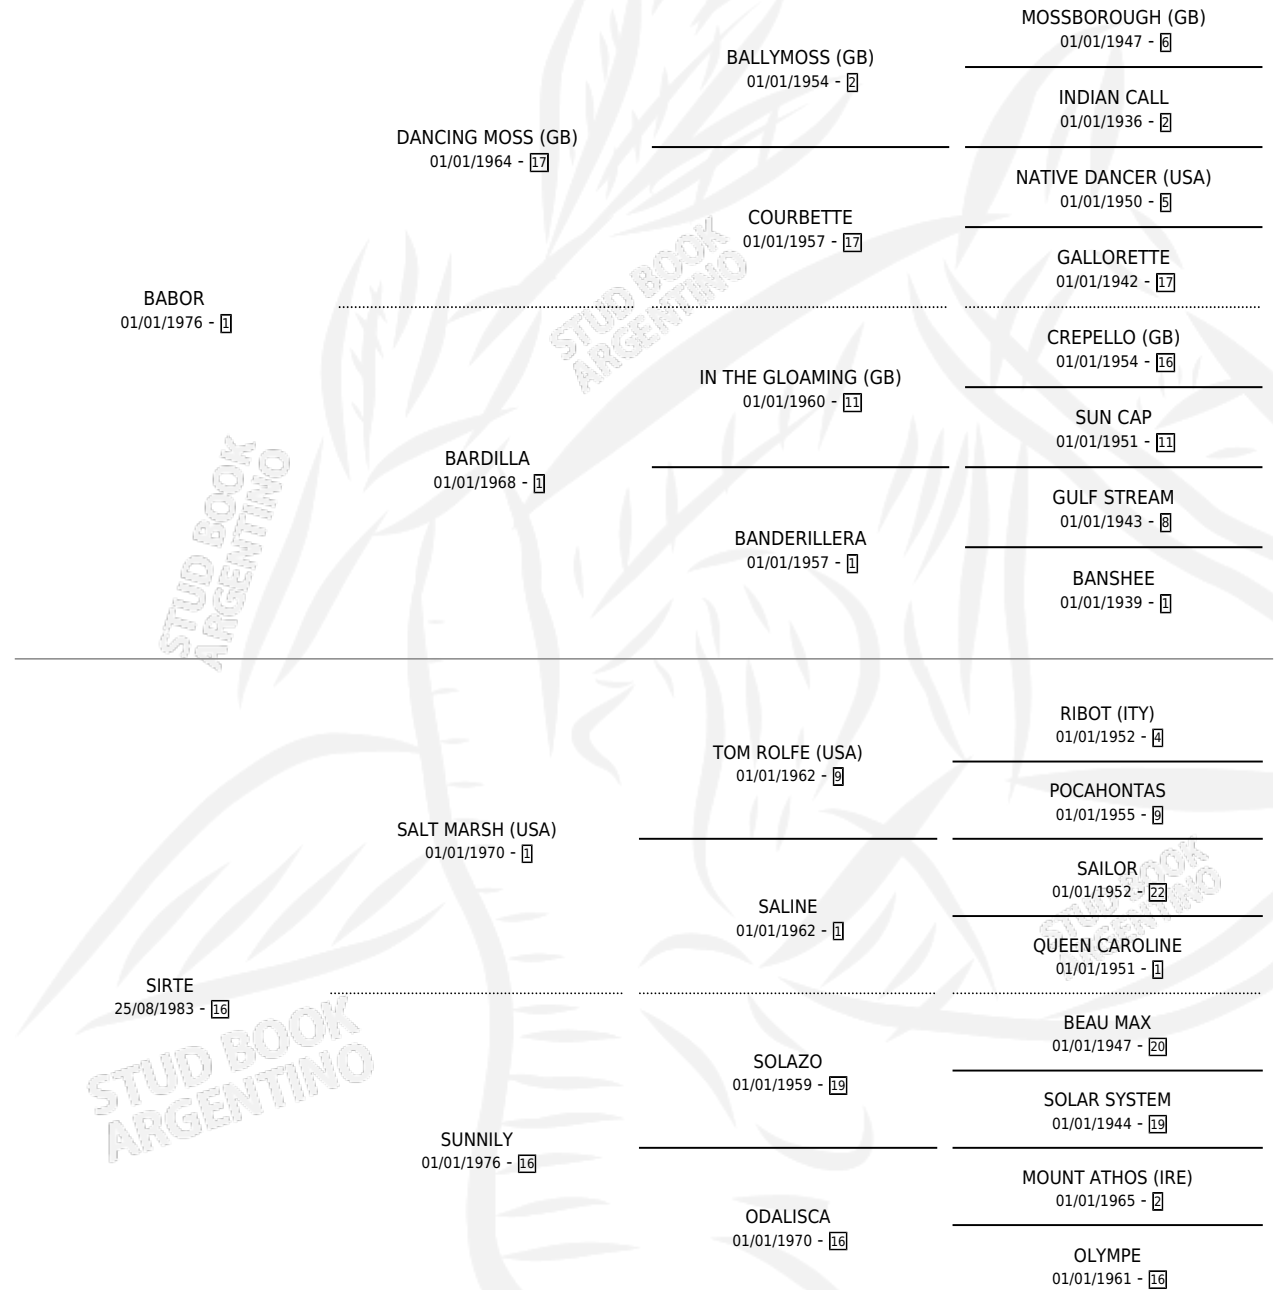 MOSSBOROUGH (GB)
01/01/1947 - 6
BALLYMOSS (GB)
01/01/1954 - 2
INDIAN CALL
01/01/1936 - 2
DANCING MOSS (GB)
01/01/1964 - 17
NATIVE DANCER (USA)
01/01/1950 - 5
COURBETTE
01/01/1957 - 17
GALLORETTE
01/01/1942 - 17
BABOR
01/01/1976 - 1
CREPELLO (GB)
01/01/1954 - 16
IN THE GLOAMING (GB)
01/01/1960 - 11
SUN CAP
01/01/1951 - 11
BARDILLA
01/01/1968 - 1
GULF STREAM
01/01/1943 - 8
BANDERILLERA
01/01/1957 - 1
BANSHEE
01/01/1939 - 1
STUD BOOK
ARGENTINO
STUD BOOK
ARGENTINO
RIBOT (ITY)
01/01/1952 - 4
TOM ROLFE (USA)
01/01/1962 - 9
POCAHONTAS
01/01/1955 - 9
SALT MARSH (USA)
01/01/1970 - 1
SAILOR
01/01/1952 - 22
SALINE
01/01/1962 - 1
QUEEN CAROLINE
01/01/1951 - 1
STUD BOOK
ARGENTINO
SIRTE
25/08/1983 - 16
BEAU MAX
01/01/1947 - 20
SOLAZO
01/01/1959 - 19
SOLAR SYSTEM
01/01/1944 - 19
SUNNILY
01/01/1976 - 16
MOUNT ATHOS (IRE)
01/01/1965 - 2
ODALISCA
01/01/1970 - 16
OLYMPE
01/01/1961 - 16
STUD BOOK
ARGENTINO